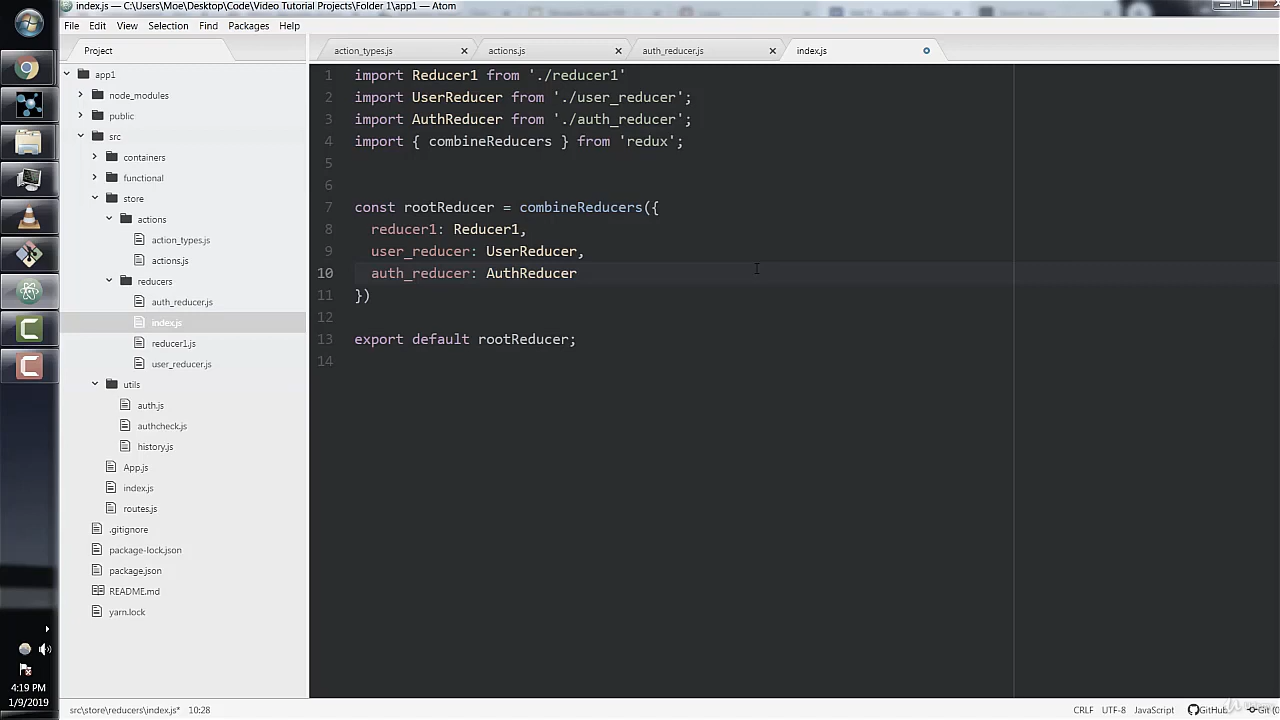 index.js — C:\Users\Moe\Desktop\Code\Video Tutorial Projects\Folder 1\app1 — Atom
File Edit View Selection Find Packages Help
Project
action_types.js
actions.js
auth_reducer.js
index.js
app1
node_modules
public
src
containers
functional
store
actions
action_types.js
actions.js
reducers
auth_reducer.js
index.js
reducer1.js
user_reducer.js
utils
auth.js
authcheck.js
history.js
App.js
index.js
routes.js
.gitignore
package-lock.json
package.json
README.md
yarn.lock
1 import Reducer1 from './reducer1'
2 import UserReducer from './user_reducer';
3 import AuthReducer from './auth_reducer';
4 import { combineReducers } from 'redux';
5
6
7 const rootReducer = combineReducers({
8 reducer1: Reducer1,
9 user_reducer: UserReducer,
10 auth_reducer: AuthReducer
11 })
12
13 export default rootReducer;
14
4:19 PM
1/9/2019
src\store\reducers\index.js* 10:28
CRLF UTF-8 JavaScript GitHub Git (0